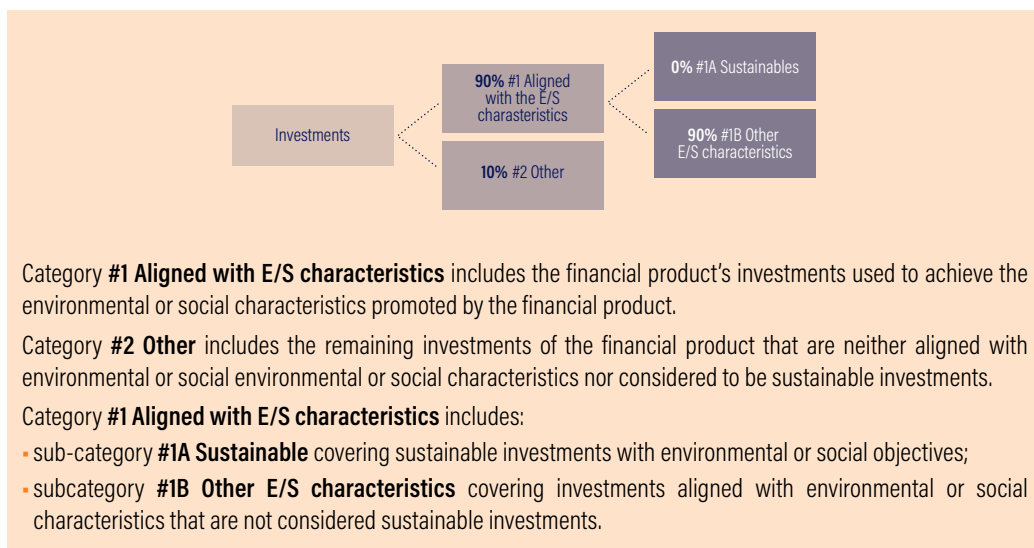 0% #1A Sustainables
90% #1 Aligned
with the E/S
charasteristics
Investments
90% #1B Other
E/S characteristics
10% #2 Other
Category #1 Aligned with E/S characteristics includes the financial product's investments used to achieve the
environmental or social characteristics promoted by the financial product.
Category #2 Other includes the remaining investments of the financial product that are neither aligned with
environmental or social environmental or social characteristics nor considered to be sustainable investments.
Category #1 Aligned with E/S characteristics includes:
▪ sub-category #1A Sustainable covering sustainable investments with environmental or social objectives;
▪ subcategory #1B Other E/S characteristics covering investments aligned with environmental or social
characteristics that are not considered sustainable investments.